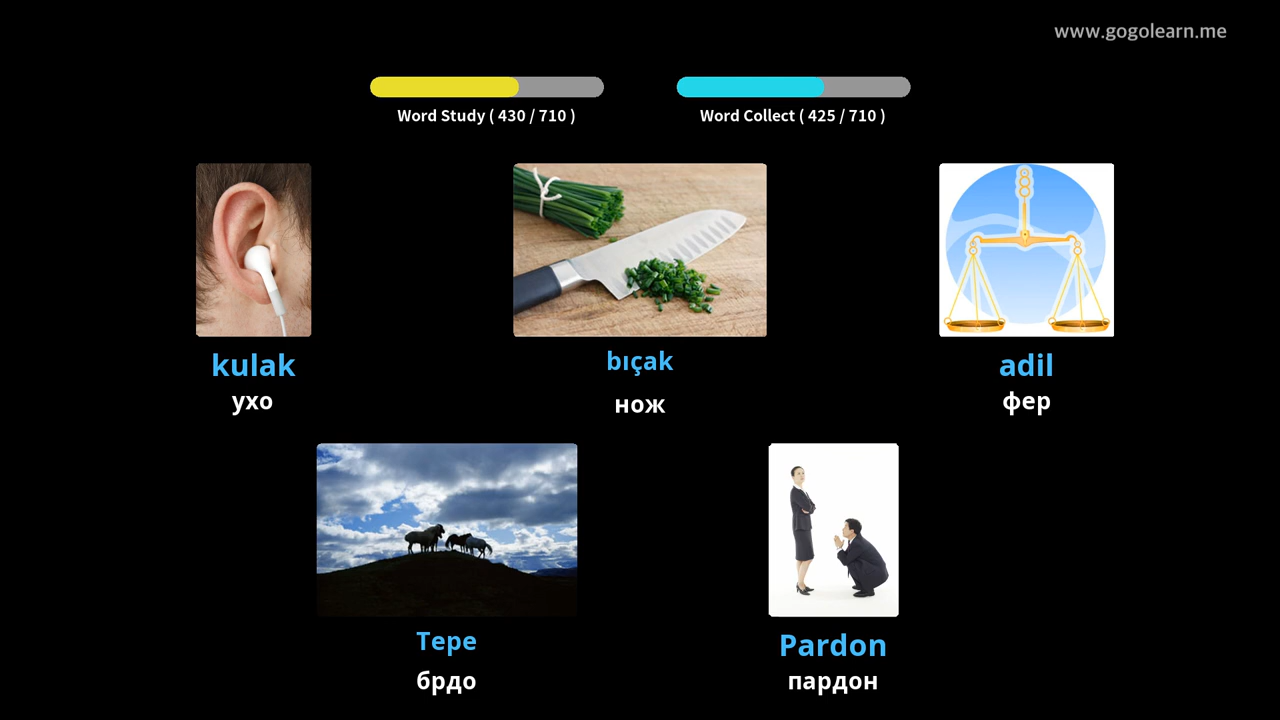 www.gogolearn.me
Word Study ( 430 / 710 )
Word Collect ( 425 / 710 )
kulak
ухо
bıçak
нож
adil
фер
Tepe
брдо
Pardon
пардон